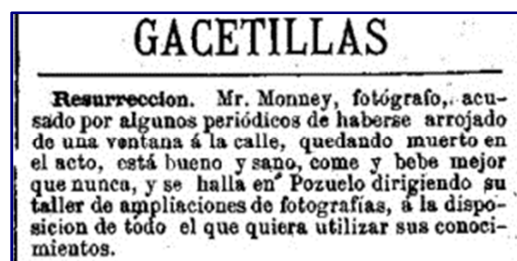 GACETILLAS
Resurreccion. Mr. Monney, fotógrafo, acu-
sado por algunos periódicos de haberse arrojado
de una ventana á la calle, quedando muerto en
el acto, está bueno y sano, come y bebe mejor
que nunca, y se halla en Pozuelo dirigiendo su
taller de ampliaciones de fotografías, á la dispo-
sicion de todo el que quiera utilizar sus conoci-
mientos.